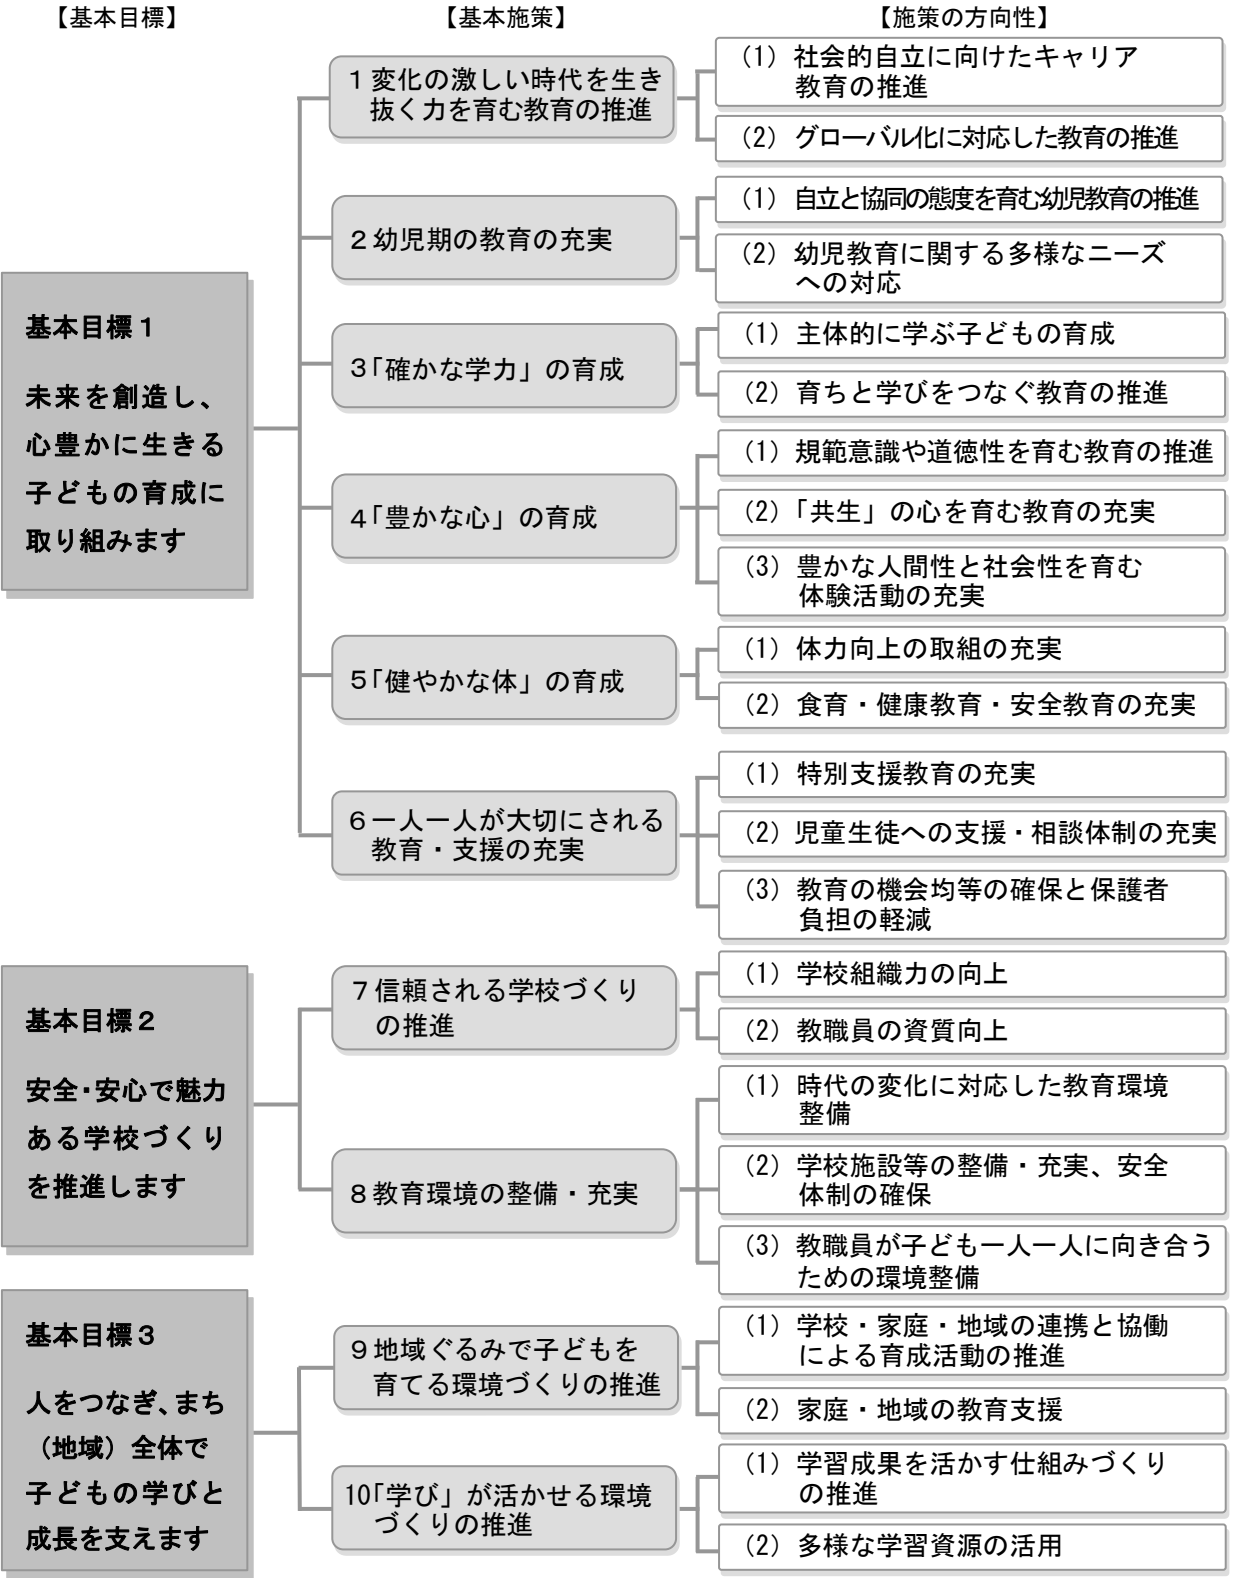 【基本目標】
【基本施策】
【施策の方向性】
基本目標１
未来を創造し、
心豊かに生きる
子どもの育成に
取り組みます
１変化の激しい時代を生き
抜く力を育む教育の推進
(1) 社会的自立に向けたキャリア
教育の推進
(2) グローバル化に対応した教育の推進
２幼児期の教育の充実
(1) 自立と協同の態度を育む幼児教育の推進
(2) 幼児教育に関する多様なニーズ
への対応
３「確かな学力」の育成
(1) 主体的に学ぶ子どもの育成
(2) 育ちと学びをつなぐ教育の推進
４「豊かな心」の育成
(1) 規範意識や道徳性を育む教育の推進
(2)「共生」の心を育む教育の充実
(3) 豊かな人間性と社会性を育む
体験活動の充実
５「健やかな体」の育成
(1) 体力向上の取組の充実
(2) 食育・健康教育・安全教育の充実
６一人一人が大切にされる
教育・支援の充実
(1) 特別支援教育の充実
(2) 児童生徒への支援・相談体制の充実
(3) 教育の機会均等の確保と保護者
負担の軽減
基本目標２
安全・安心で魅力
ある学校づくり
を推進します
７信頼される学校づくり
の推進
(1) 学校組織力の向上
(2) 教職員の資質向上
８教育環境の整備・充実
(1) 時代の変化に対応した教育環境
整備
(2) 学校施設等の整備・充実、安全
体制の確保
(3) 教職員が子ども一人一人に向き合う
ための環境整備
基本目標３
人をつなぎ、まち
（地域）全体で
子どもの学びと
成長を支えます
９地域ぐるみで子どもを
育てる環境づくりの推進
(1) 学校・家庭・地域の連携と協働
による育成活動の推進
(2) 家庭・地域の教育支援
10「学び」が活かせる環境
づくりの推進
(1) 学習成果を活かす仕組みづくり
の推進
(2) 多様な学習資源の活用